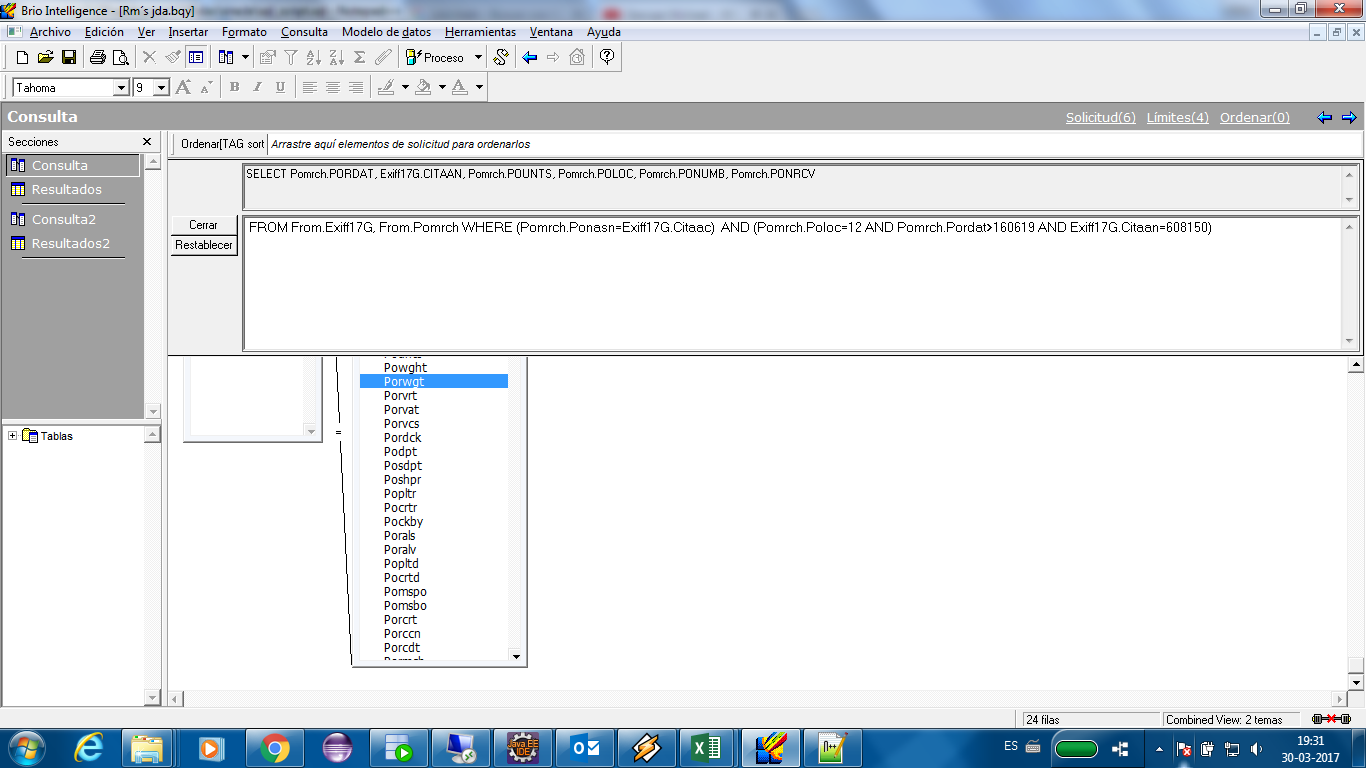 Brio Intelligence - [Rm´s jda.bqy]
Archivo Edición Ver Insertar Formato Consulta Modelo de datos Herramientas Ventana Ayuda
Proceso
Tahoma 9 B I U
Consulta Solicitud(6) Límites(4) Ordenar(0)
Secciones
Ordenar[TAG sort Arrastre aquí elementos de solicitud para ordenarlos
Consulta
Resultados
Consulta2
Resultados2
SELECT Pomrch.PORDAT, Exiff17G.CITAAN, Pomrch.POUNTS, Pomrch.POLOC, Pomrch.PONUMB, Pomrch.PONRCV
Cerrar
Restablecer
FROM From.Exiff17G, From.Pomrch WHERE (Pomrch.Ponasn=Exiff17G.Citaac) AND (Pomrch.Poloc=12 AND Pomrch.Pordat>160619 AND Exiff17G.Citaan=608150)
Tablas
=
Powght
Porwgt
Porvrt
Porvat
Porvcs
Pordck
Podpt
Posdpt
Poshpr
Popltr
Pocrtr
Pockby
Porals
Poralv
Popltd
Pocrtd
Pomspo
Pomsbo
Porcrt
Porccn
Porcdt
24 filas
Combined View: 2 temas
Java EE
IDE
N++
ES
19:31
30-03-2017